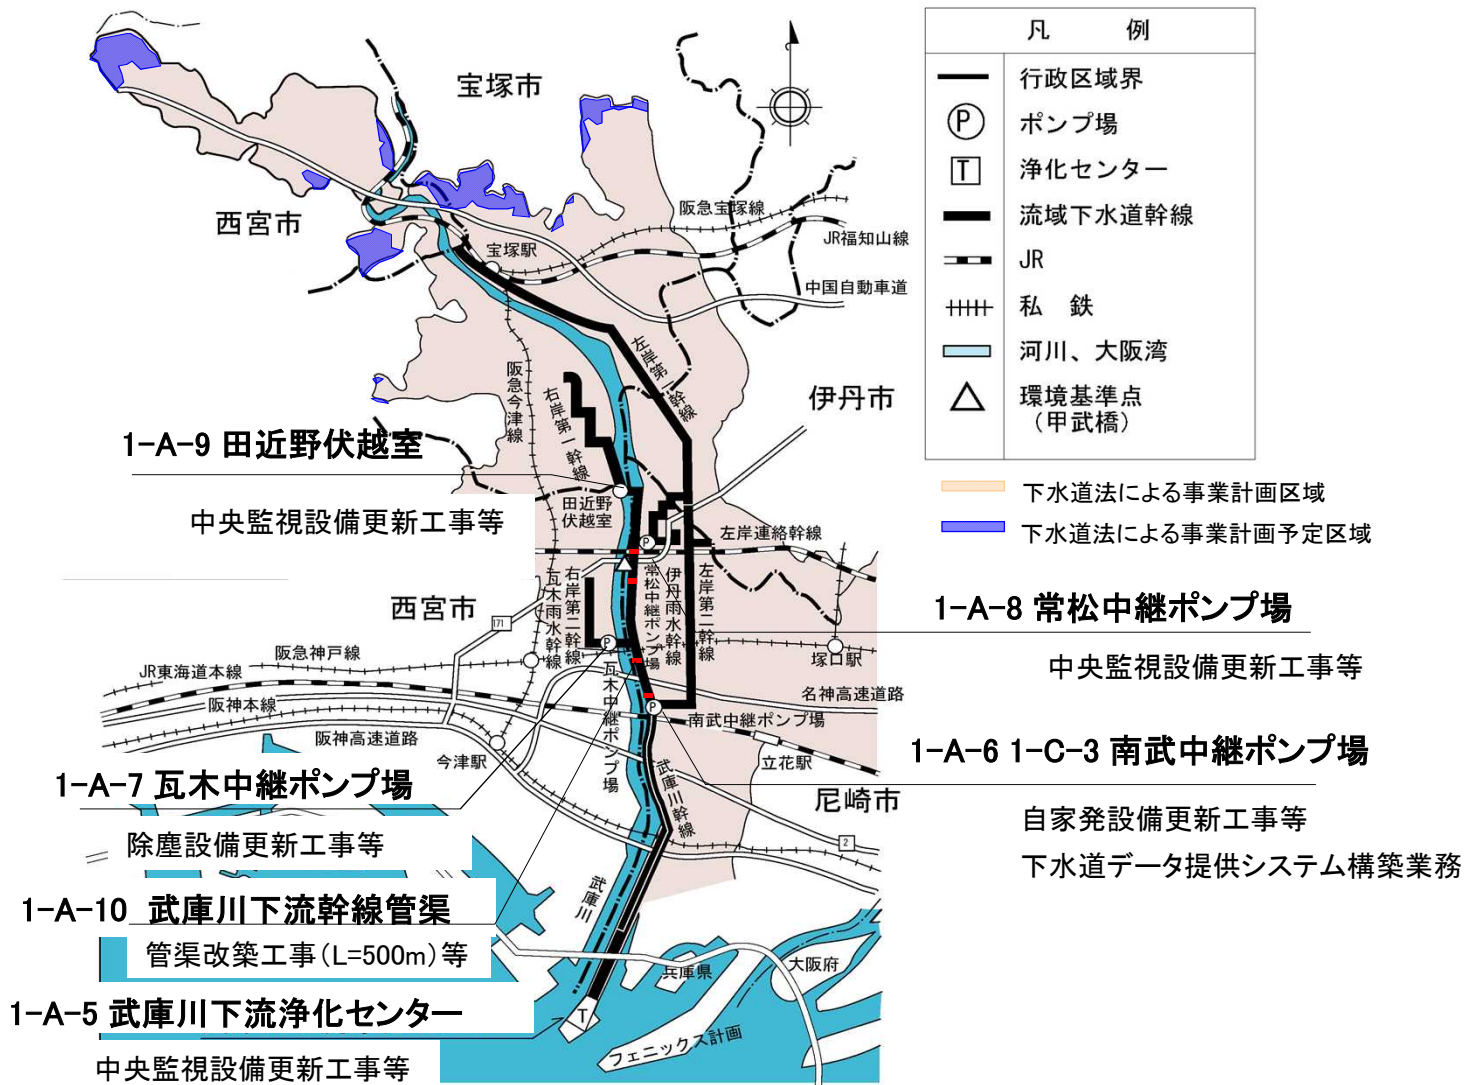 凡　例
行政区域界
P
ポンプ場
T
浄化センター
流域下水道幹線
JR
私　鉄
河川、大阪湾
環境基準点
（甲武橋）
下水道法による事業計画区域
下水道法による事業計画予定区域
宝塚市
西宮市
阪急宝塚線
JR福知山線
宝塚駅
中国自動車道
左岸第一幹線
阪急今津線
右岸第一幹線
伊丹市
1-A-9 田近野伏越室
中央監視設備更新工事等
田近野
伏越室
P
左岸連絡幹線
西宮市
171
瓦木雨水幹線
右岸第二幹線
常松中継ポンプ場
伊丹雨水幹線
左岸第二幹線
1-A-8 常松中継ポンプ場
中央監視設備更新工事等
阪急神戸線
JR東海道本線
阪神本線
阪神高速道路
P
塚口駅
名神高速道路
瓦木中継ポンプ場
P
南武中継ポンプ場
今津駅
立花駅
1-A-6 1-C-3 南武中継ポンプ場
自家発設備更新工事等
下水道データ提供システム構築業務
尼崎市
2
武庫川幹線
1-A-7 瓦木中継ポンプ場
除塵設備更新工事等
1-A-10 武庫川下流幹線管渠
管渠改築工事（L=500m）等
武庫川
兵庫県
大阪府
1-A-5 武庫川下流浄化センター
中央監視設備更新工事等
T
フェニックス計画